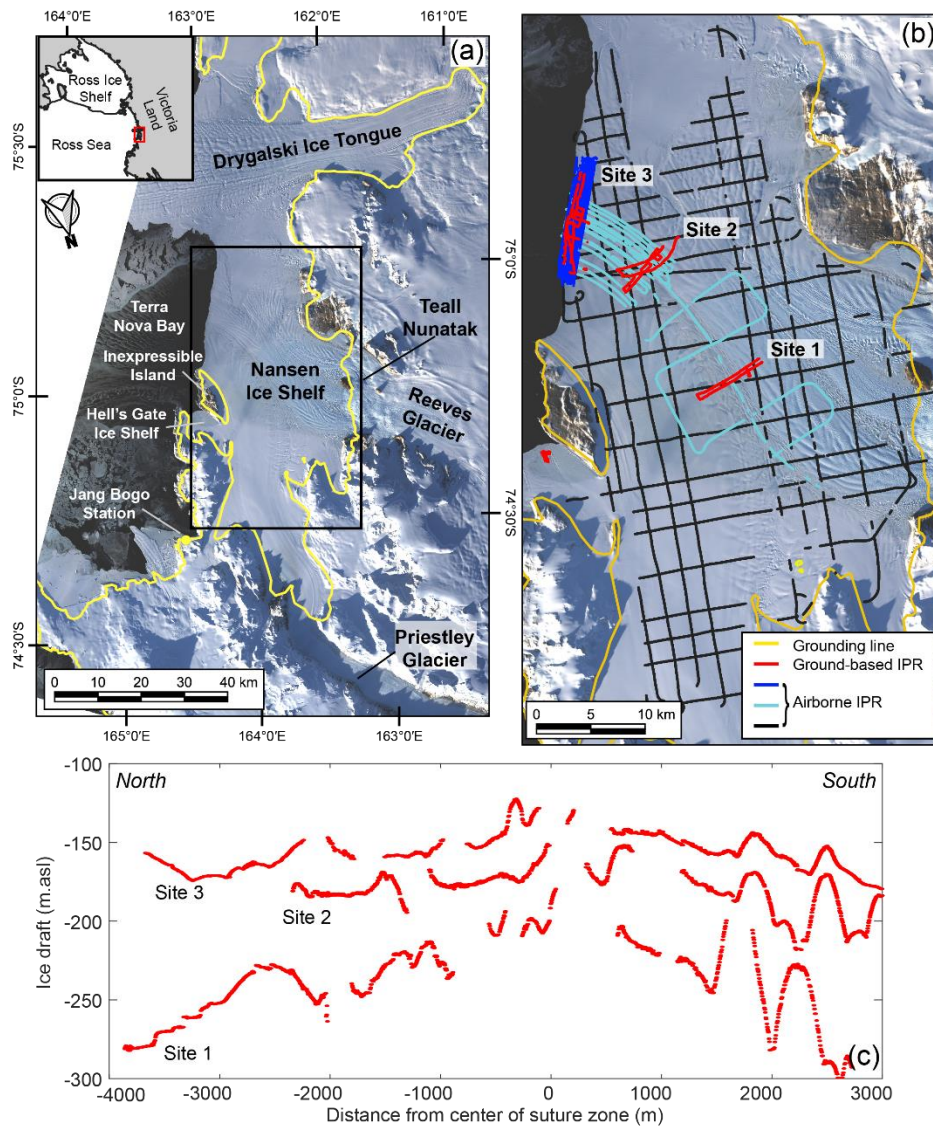 164°0'E
163°0'E
162°0'E
161°0'E
(a)
Ross Ice
Shelf
Victoria
Land
Ross Sea
N
75°30'S
75°0'S
74°30'S
Drygalski Ice Tongue
Terra
Nova Bay
Inexpressible
Island
Hell's Gate
Ice Shelf
Jang Bogo
Station
Nansen
Ice Shelf
Teall
Nunatak
Reeves
Glacier
Priestley
Glacier
0 10 20 30 40 km
165°0'E
164°0'E
163°0'E
(b)
75°0'S
74°30'S
Site 3
Site 2
Site 1
Grounding line
Ground-based IPR
Airborne IPR
0 5 10 km
-100
-150
-200
-250
-300
Ice draft (m.asl)
North
South
Site 3
Site 2
Site 1
(c)
-4000
-3000
-2000
-1000
0
1000
2000
3000
Distance from center of suture zone (m)